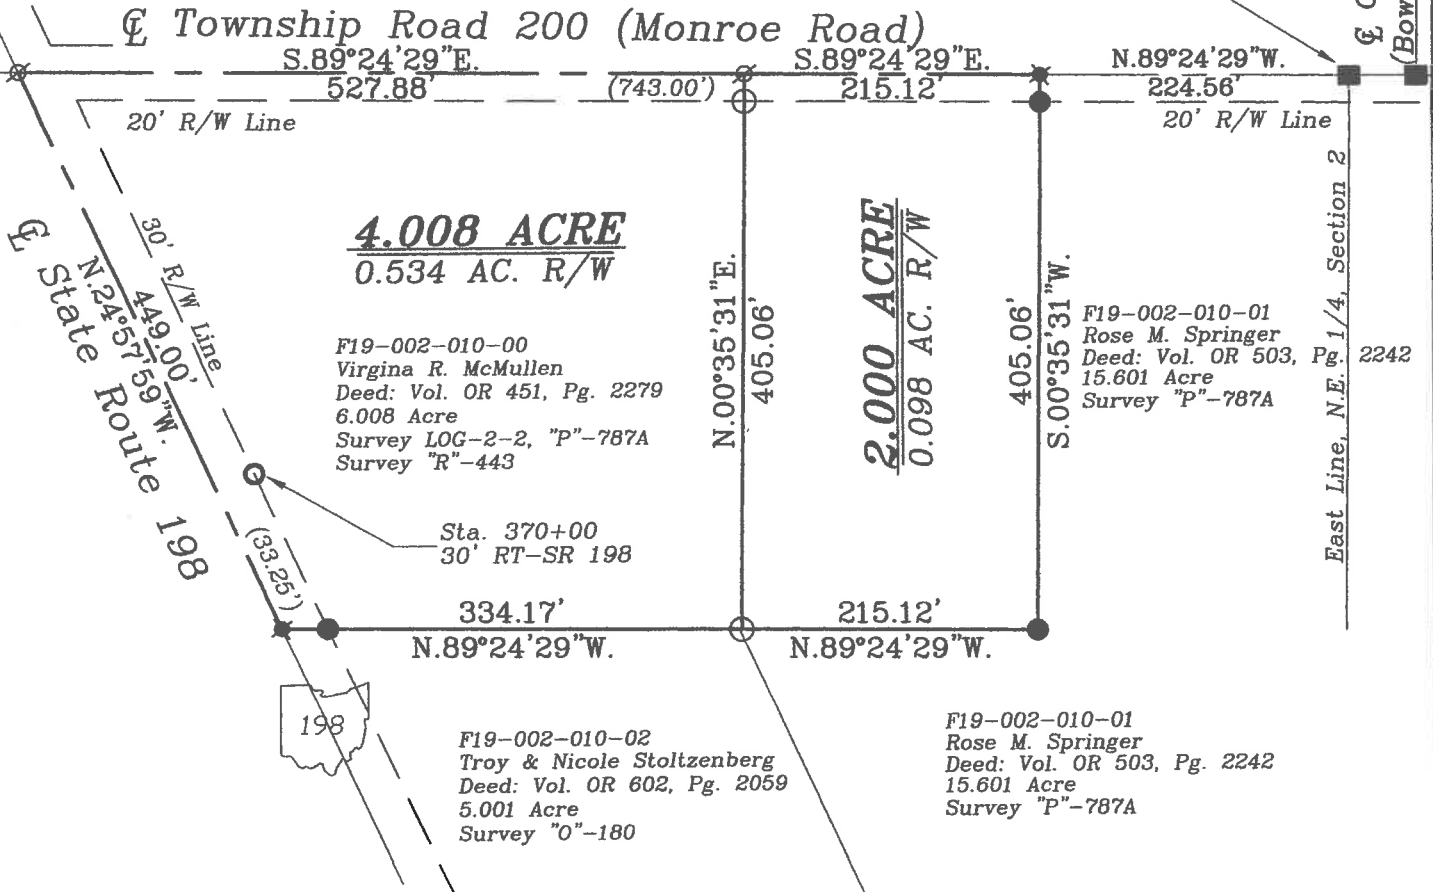 ℄ Township Road 200 (Monroe Road)
℄
(Bow
S.89°24'29"E.
527.88'
(743.00')
S.89°24'29"E.
215.12'
N.89°24'29"W.
224.56'
20' R/W Line
20' R/W Line
℄ State Route 198
N.24°57'59"W.
449.00'
30' R/W Line
4.008 ACRE
0.534 AC. R/W
F19-002-010-00
Virgina R. McMullen
Deed: Vol. OR 451, Pg. 2279
6.008 Acre
Survey LOG-2-2, "P"-787A
Survey "R"-443
N.00°35'31"E.
405.06'
2.000 ACRE
0.098 AC. R/W
405.06'
S.00°35'31"W.
F19-002-010-01
Rose M. Springer
Deed: Vol. OR 503, Pg. 2242
15.601 Acre
Survey "P"-787A
East Line, N.E. 1/4, Section 2
Sta. 370+00
30' RT-SR 198
(33.25')
334.17'
N.89°24'29"W.
215.12'
N.89°24'29"W.
198
F19-002-010-02
Troy & Nicole Stoltzenberg
Deed: Vol. OR 602, Pg. 2059
5.001 Acre
Survey "O"-180
F19-002-010-01
Rose M. Springer
Deed: Vol. OR 503, Pg. 2242
15.601 Acre
Survey "P"-787A